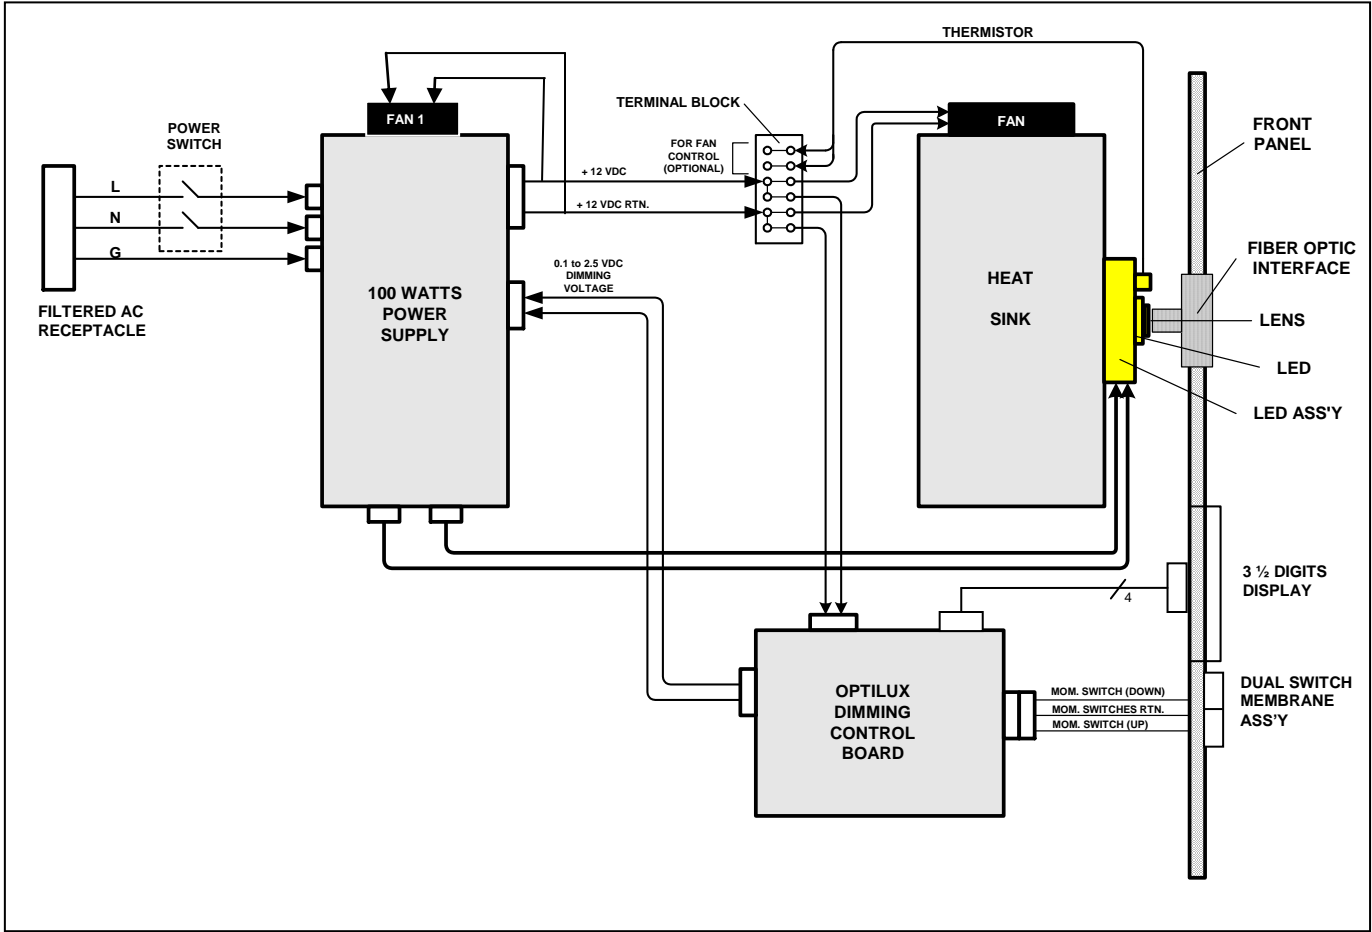 THERMISTOR
TERMINAL BLOCK
FAN 1
FAN
POWER
SWITCH
FOR FAN
CONTROL
(OPTIONAL)
FRONT
PANEL
L
N
G
+ 12 VDC
+ 12 VDC RTN.
FILTERED AC
RECEPTACLE
100 WATTS
POWER
SUPPLY
0.1 to 2.5 VDC
DIMMING
VOLTAGE
HEAT
SINK
FIBER OPTIC
INTERFACE
LENS
LED
LED ASS'Y
4
3 ½ DIGITS
DISPLAY
OPTILUX
DIMMING
CONTROL
BOARD
MOM. SWITCH (DOWN)
MOM. SWITCHES RTN.
MOM. SWITCH (UP)
DUAL SWITCH
MEMBRANE
ASS'Y